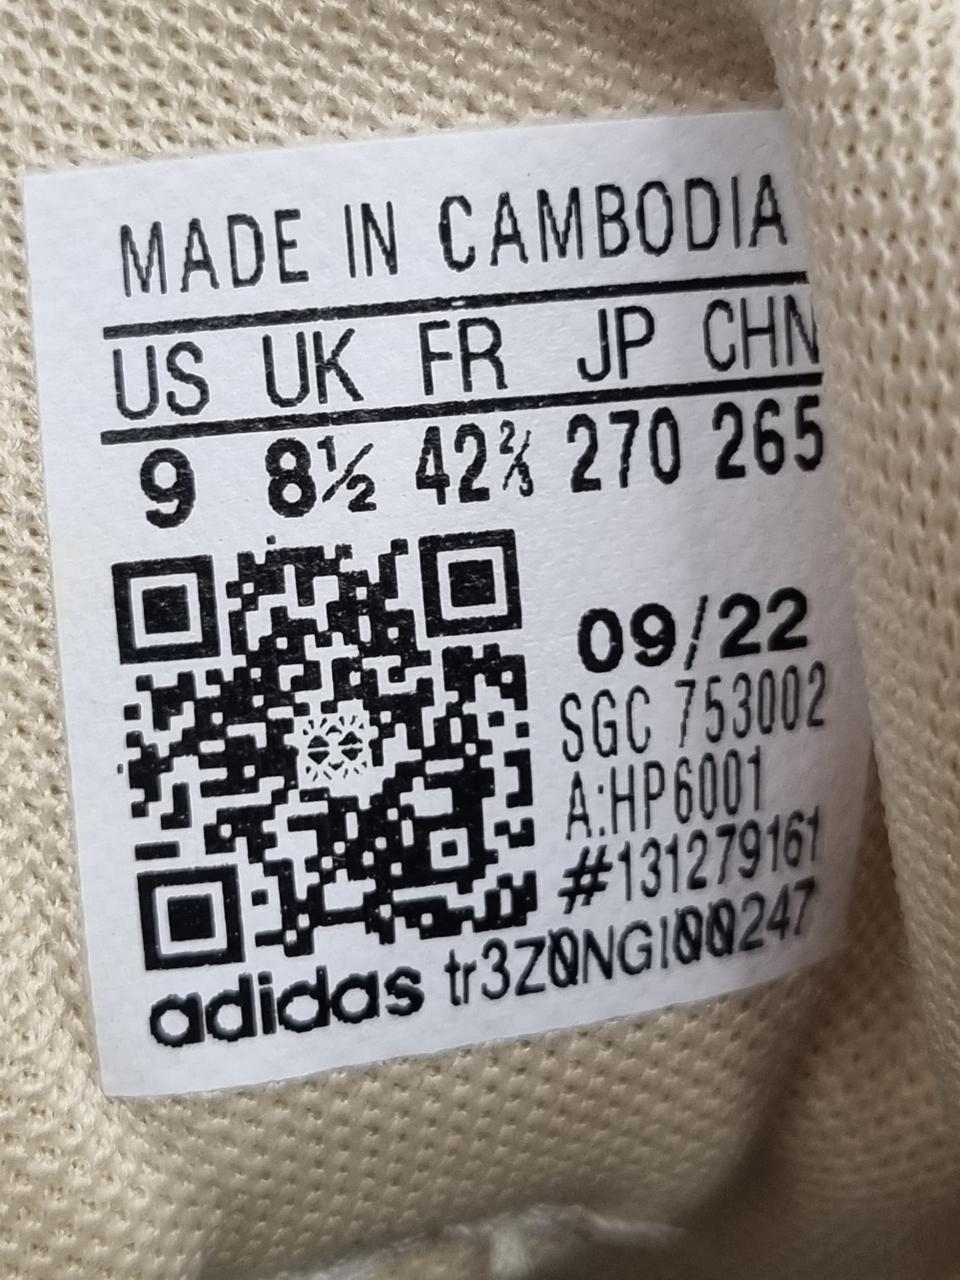 MADE IN CAMBODIA
US UK FR JP CHN
9 8½ 42⅔ 270 265
09/22
SGC 753002
A:HP6001
#131279161
adidas tr3Z0NGI00247